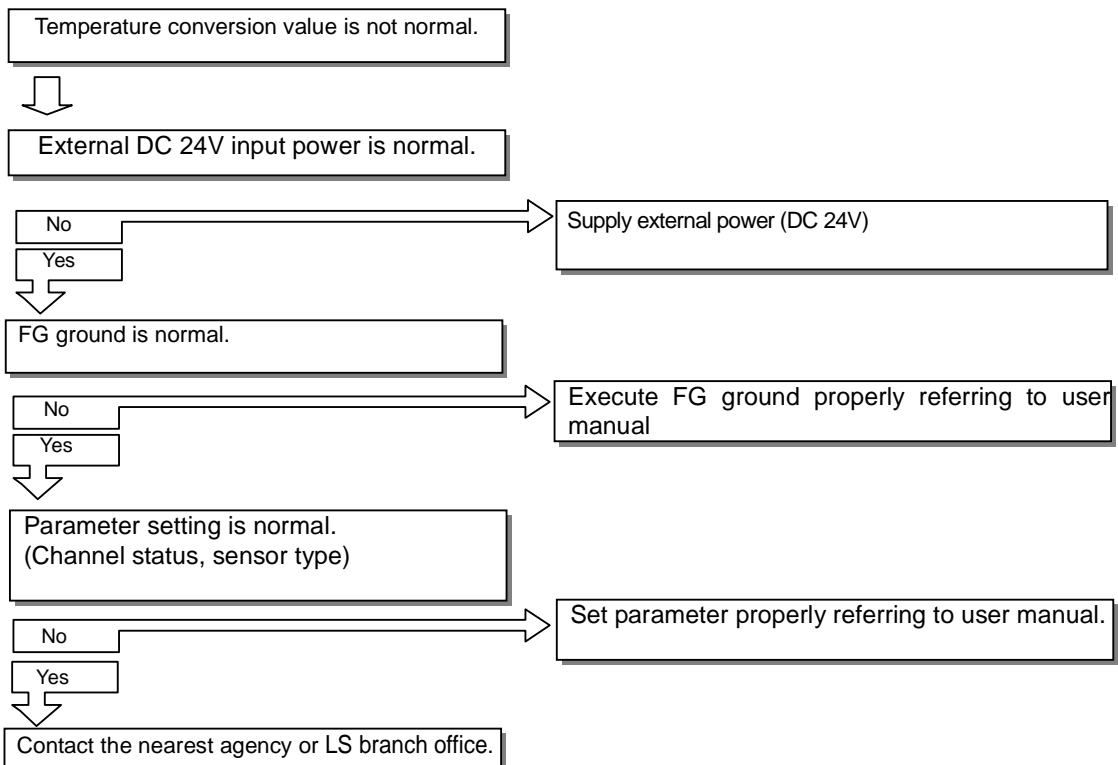 Temperature conversion value is not normal.
External DC 24V input power is normal.
No
Supply external power (DC 24V)
Yes
FG ground is normal.
No
Execute FG ground properly referring to user
manual
Yes
Parameter setting is normal.
(Channel status, sensor type)
No
Set parameter properly referring to user manual.
Yes
Contact the nearest agency or LS branch office.